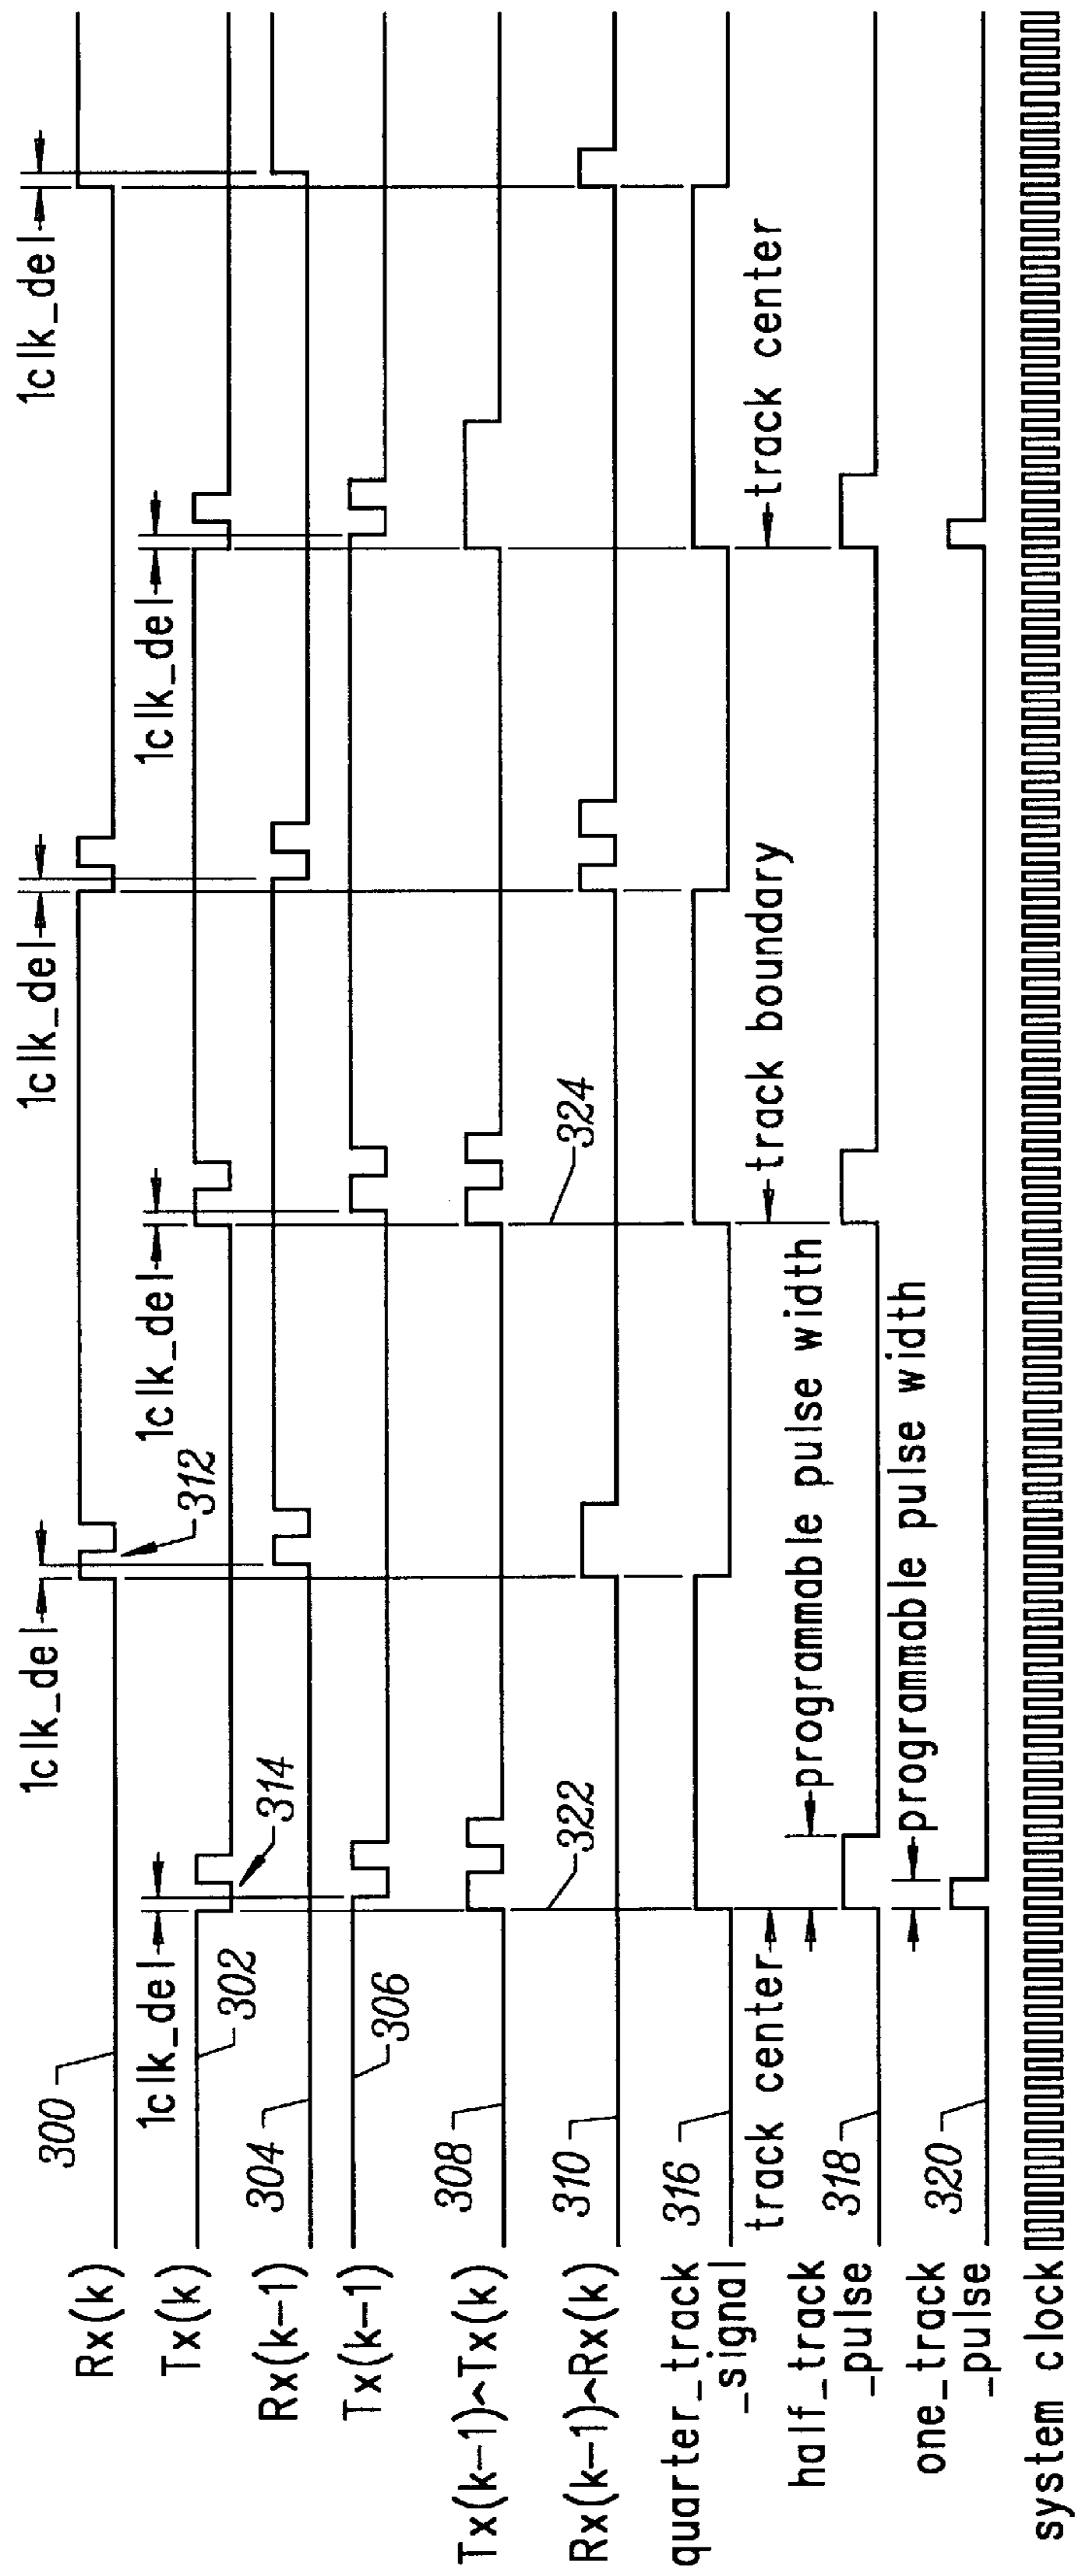 Rx(k)
300
1clk_del
312
1clk_del
1clk_del
Tx(k)
1clk_del
302
314
1clk_del
1clk_del
Rx(k-1)
304
Tx(k-1)
306
Tx(k-1)^Tx(k)
308
322
324
Rx(k-1)^Rx(k)
310
quarter_track
_signal
316
track center
track boundary
track center
half_track
_pulse
318
programmable pulse width
one_track
_pulse
320
programmable pulse width
system clock